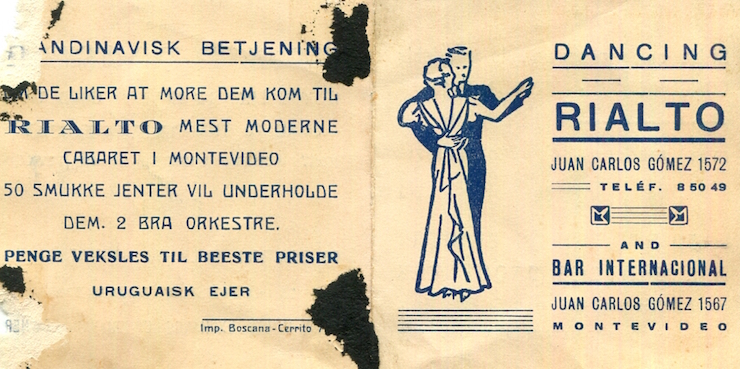 ANDINAVISK BETJENING
DE LIKER AT MORE DEM KOM TIL
RIALTO MEST MODERNE
CABARET I MONTEVIDEO
50 SMUKKE JENTER VIL UNDERHOLDE
DEM. 2 BRA ORKESTRE.
PENGE VEKSLES TIL BEESTE PRISER
URUGUAISK EJER
Imp. Boscana - Cerrito
DANCING
RIALTO
JUAN CARLOS GÓMEZ 1572
TELÉF. 8 50 49
AND
BAR INTERNACIONAL
JUAN CARLOS GÓMEZ 1567
MONTEVIDEO